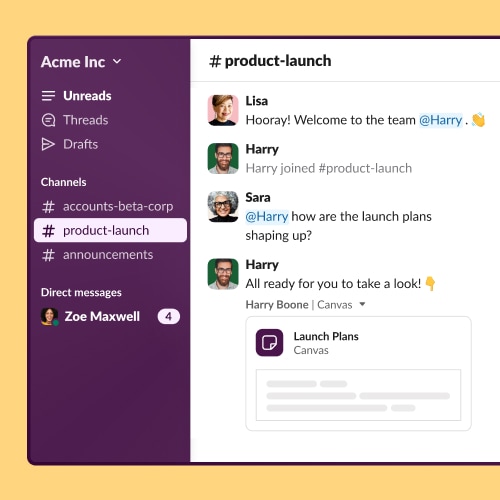 Acme Inc
Unreads
Threads
Drafts
Channels
# accounts-beta-corp
# product-launch
# announcements
Direct messages
Zoe Maxwell 4
# product-launch
Lisa
Hooray! Welcome to the team @Harry . 👋
Harry
Harry joined #product-launch
Sara
@Harry how are the launch plans
shaping up?
Harry
All ready for you to take a look! 👇
Harry Boone | Canvas
Launch Plans
Canvas